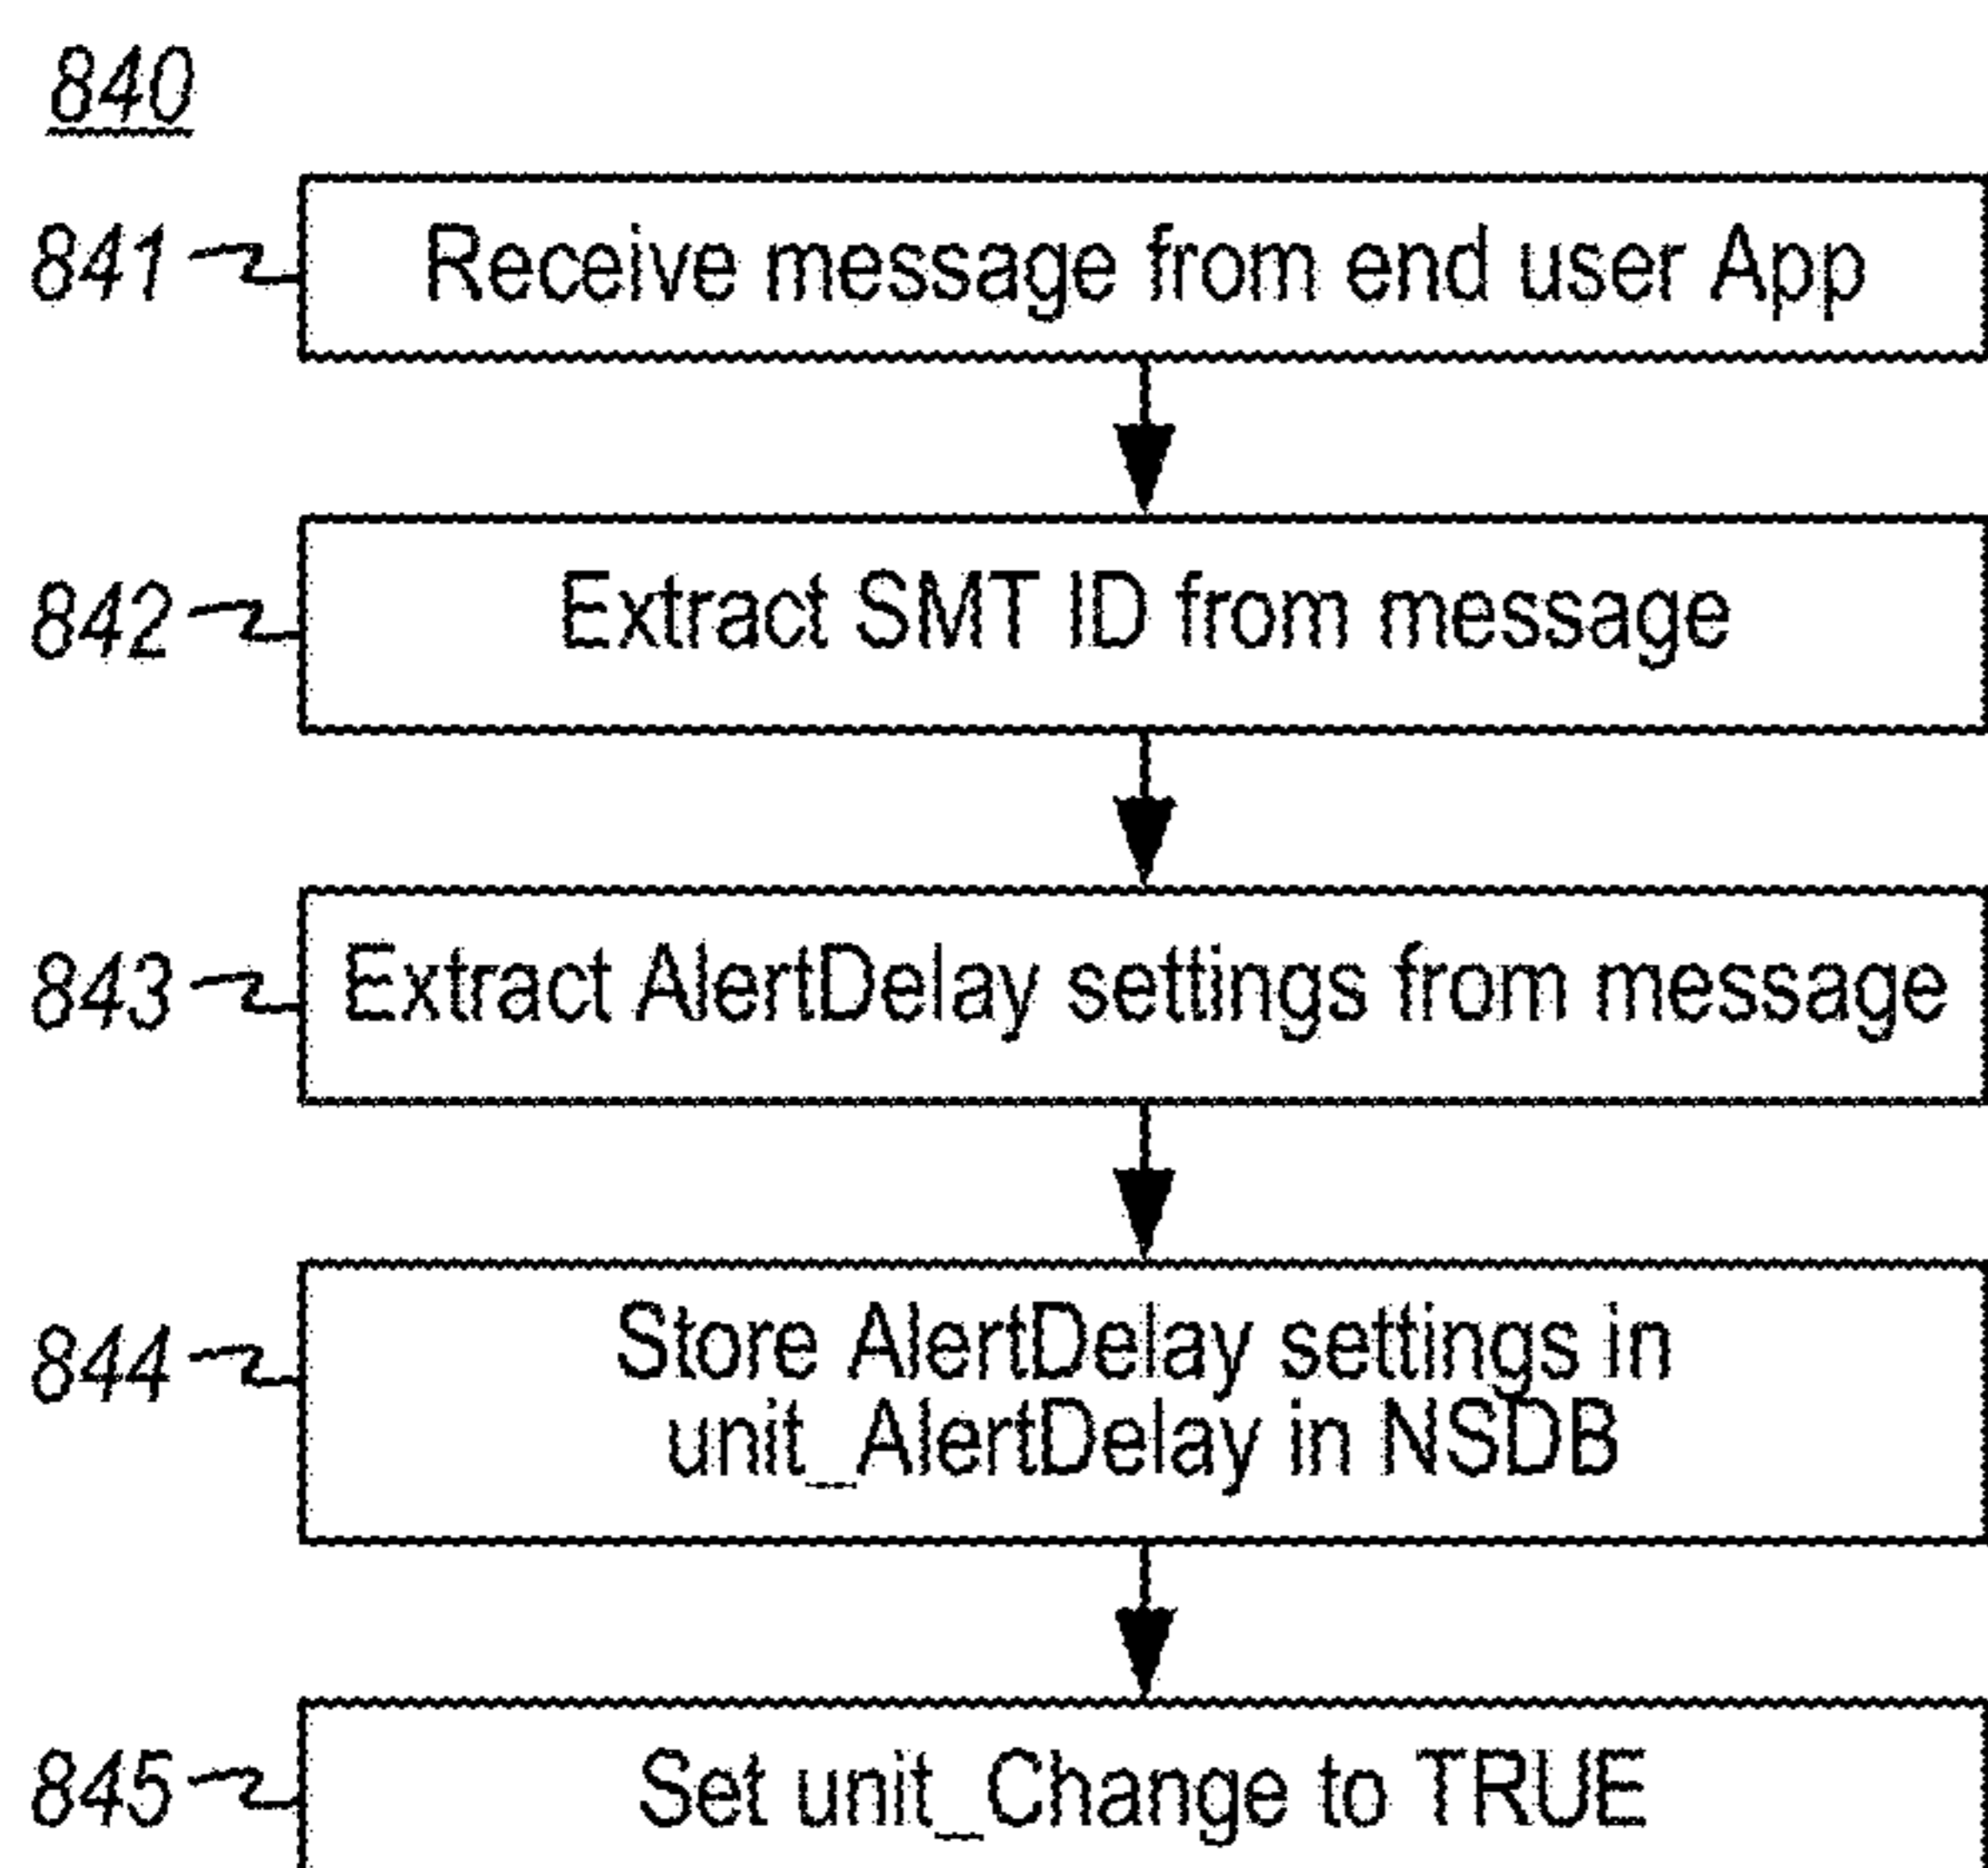 840
841 Receive message from end user App
842 Extract SMT ID from message
843 Extract AlertDelay settings from message
844 Store AlertDelay settings in
unit_AlertDelay in NSDB
845 Set unit_Change to TRUE